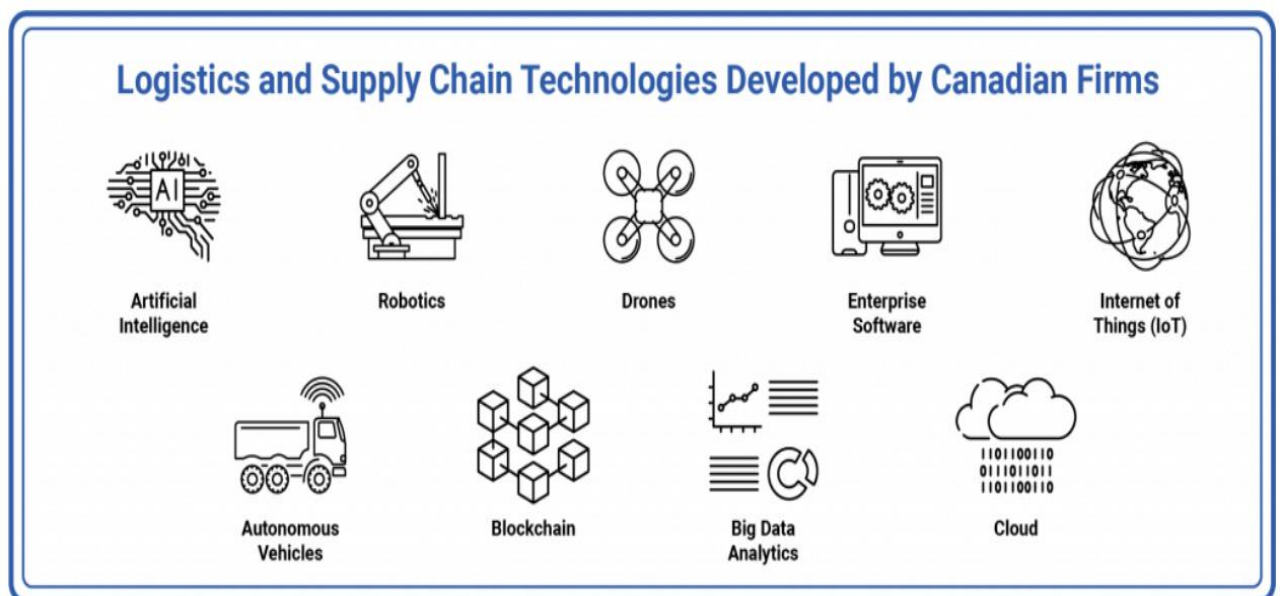 Logistics and Supply Chain Technologies Developed by Canadian Firms
AI
Artificial
Intelligence
Robotics
Drones
Enterprise
Software
Internet of
Things (IoT)
Autonomous
Vehicles
Blockchain
Big Data
Analytics
1101100110
0111011011
1101100110
Cloud